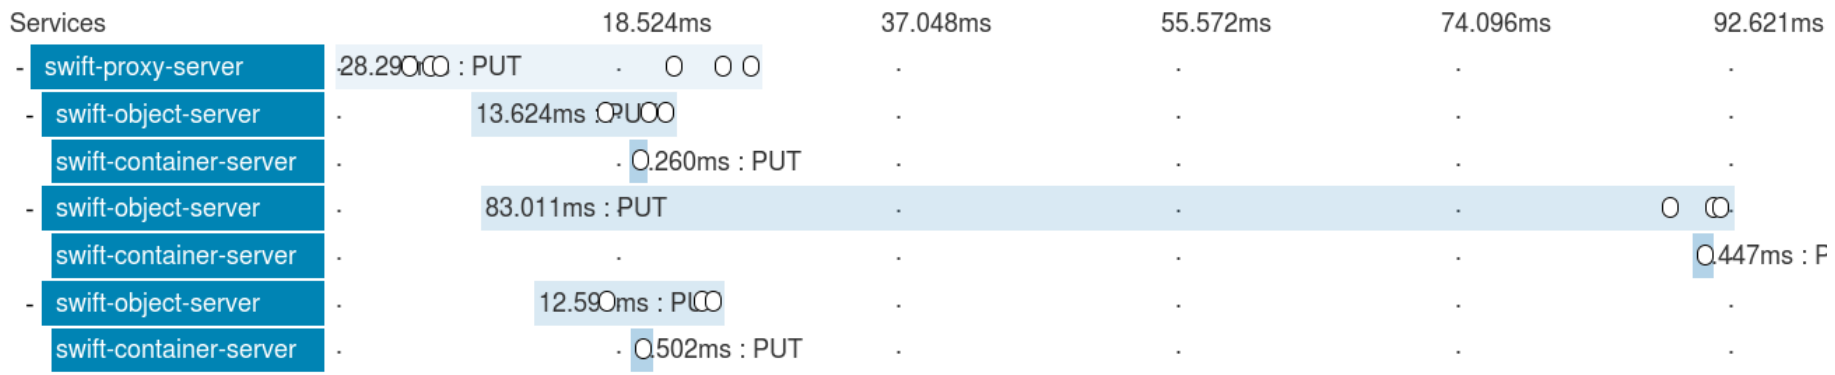 Services 18.524ms 37.048ms 55.572ms 74.096ms 92.621ms
- swift-proxy-server : PUT
- swift-object-server 13.624ms
swift-container-server .260ms : PUT
- swift-object-server 83.011ms : PUT
swift-container-server .447ms : P
- swift-object-server
swift-container-server .502ms : PUT